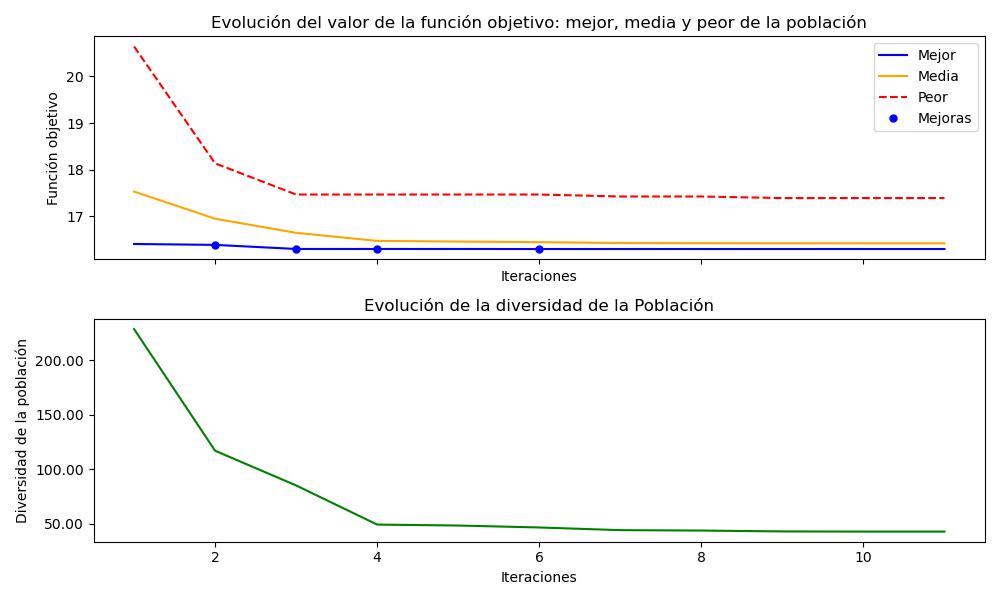 Evolución del valor de la función objetivo: mejor, media y peor de la población
20
19
18
17
Función objetivo
Mejor
Media
Peor
Mejoras
Iteraciones
Evolución de la diversidad de la Población
200.00
150.00
100.00
50.00
Diversidad de la población
2
4
6
8
10
Iteraciones